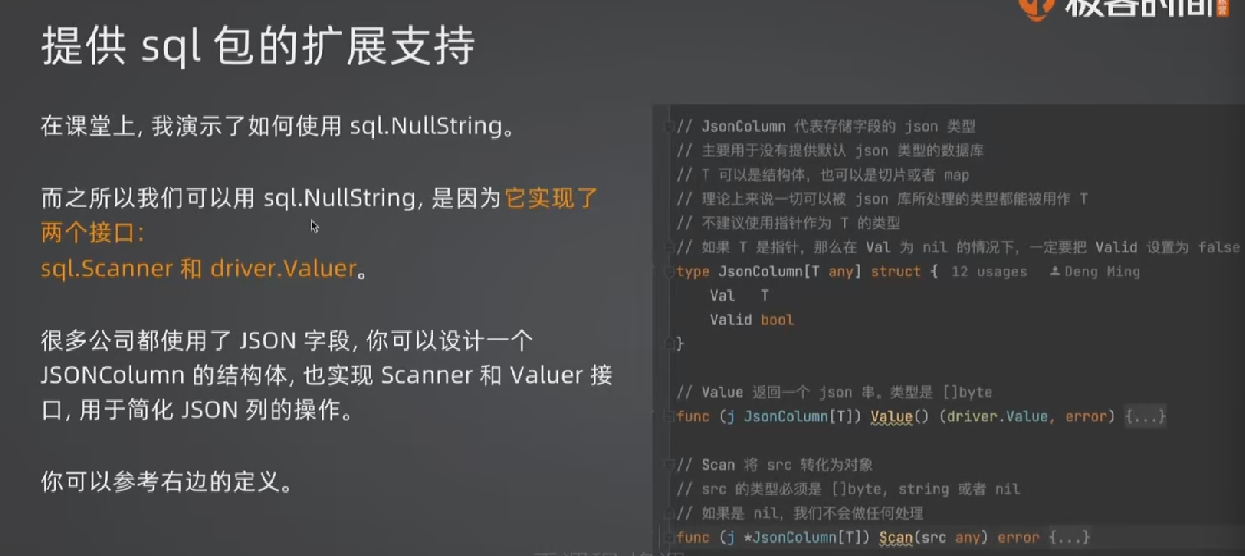 极客时间
提供 sql 包的扩展支持
在课堂上, 我演示了如何使用 sql.NullString。
而之所以我们可以用 sql.NullString, 是因为它实现了
两个接口:
sql.Scanner 和 driver.Valuer。
很多公司都使用了 JSON 字段, 你可以设计一个
JSONColumn 的结构体, 也实现 Scanner 和 Valuer 接
口, 用于简化 JSON 列的操作。
你可以参考右边的定义。
// JsonColumn 代表存储字段的 json 类型
// 主要用于没有提供默认 json 类型的数据库
// T 可以是结构体, 也可以是切片或者 map
// 理论上来说一切可以被 json 库所处理的类型都能被用作 T
// 不建议使用指针作为 T 的类型
// 如果 T 是指针, 那么在 Val 为 nil 的情况下, 一定要把 Valid 设置为 false
type JsonColumn[T any] struct { 12 usages Deng Ming
Val T
Valid bool
}
// Value 返回一个 json 串。类型是 []byte
func (j JsonColumn[T]) Value() (driver.Value, error) {...}
// Scan 将 src 转化为对象
// src 的类型必须是 []byte, string 或者 nil
// 如果是 nil, 我们不会做任何处理
func (j *JsonColumn[T]) Scan(src any) error {...}